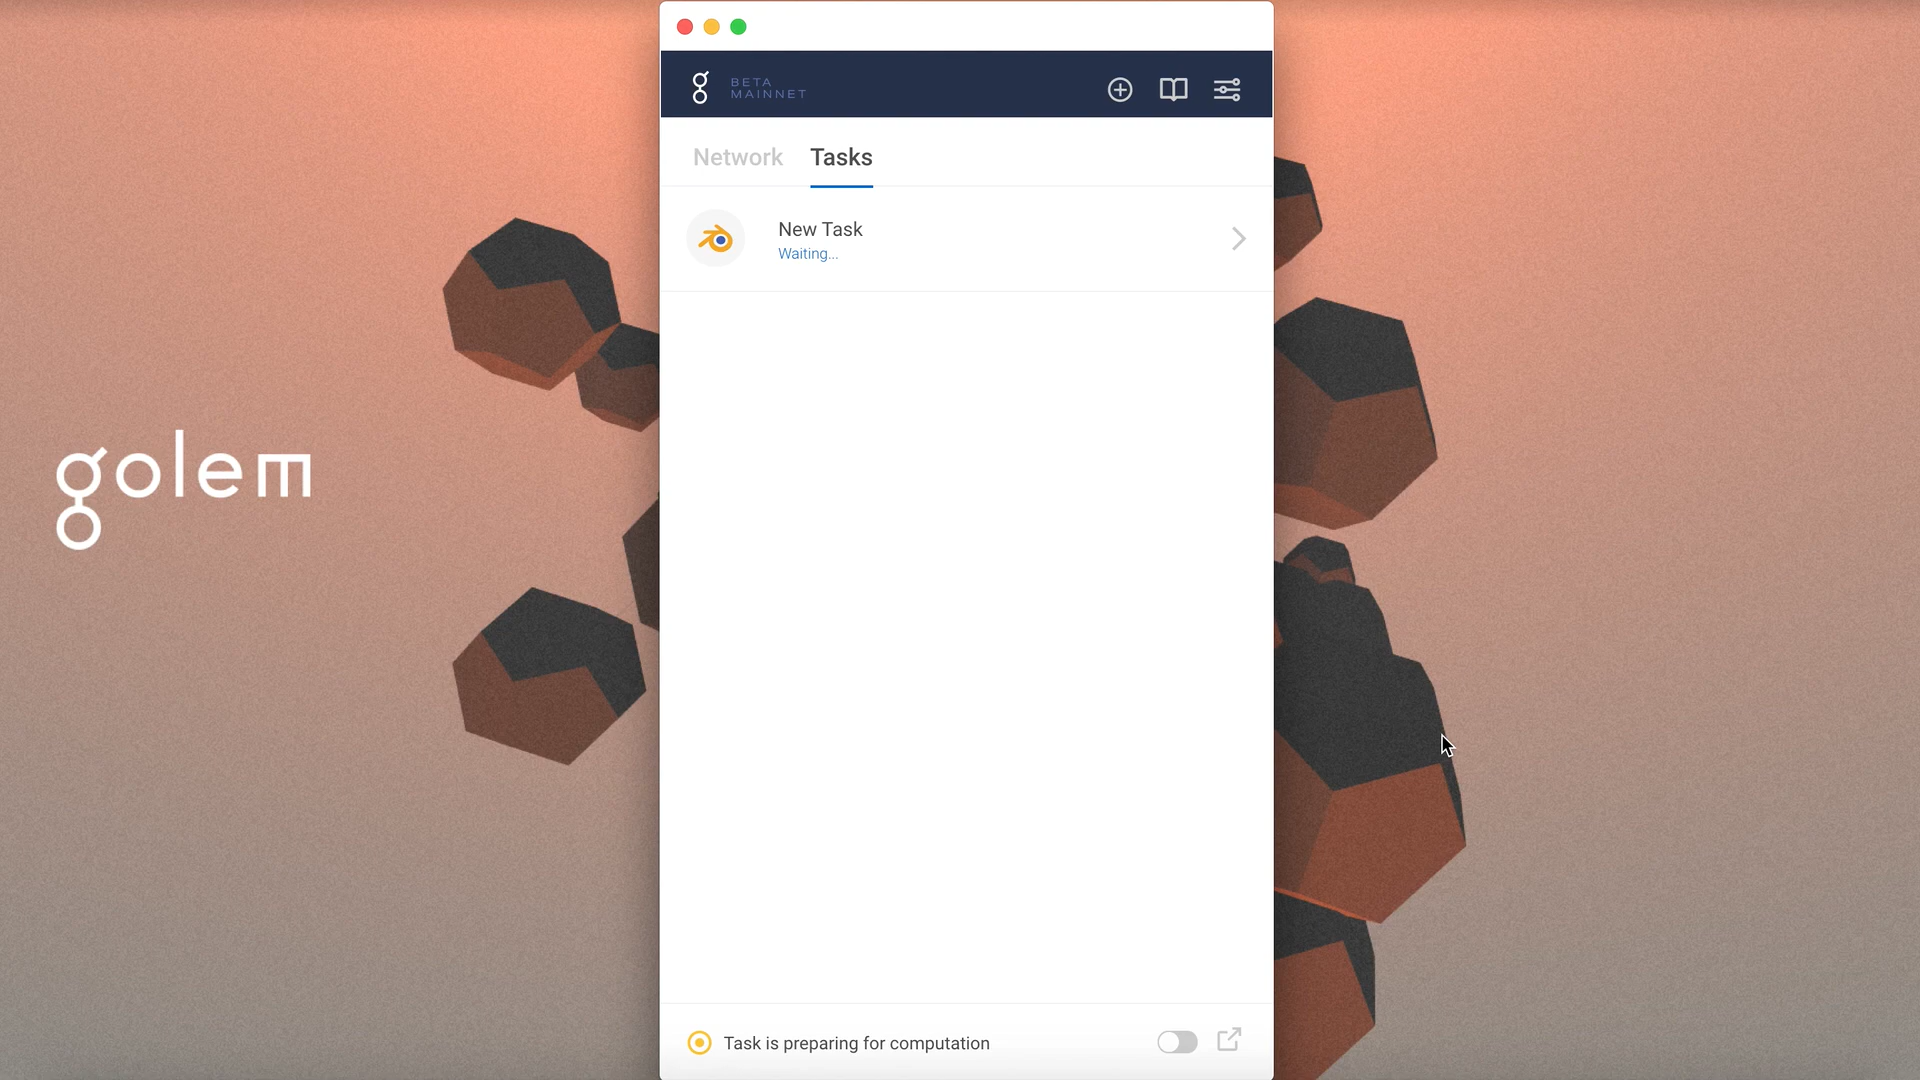 BETA
MAINNET
Network Tasks
New Task
Waiting...
golem
Task is preparing for computation